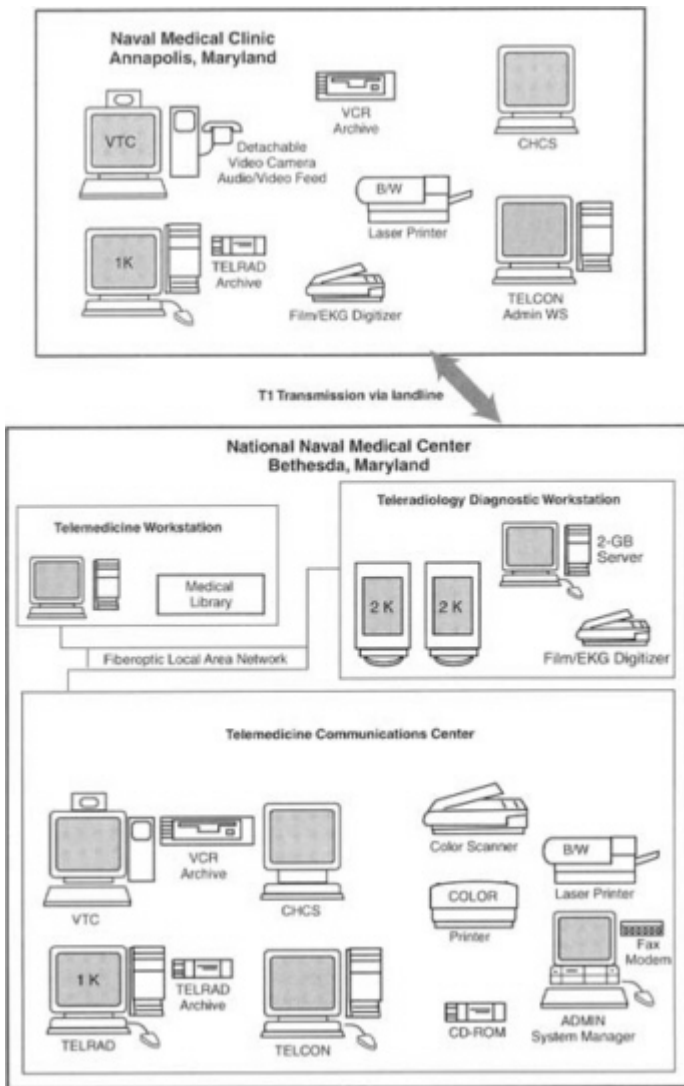 Naval Medical Clinic
Annapolis, Maryland
VTC
Detachable
Video Camera
Audio/Video Feed
VCR
Archive
CHCS
B/W
Laser Printer
1K
TELRAD
Archive
Film/EKG Digitizer
TELCON
Admin WS
T1 Transmission via landline
National Naval Medical Center
Bethesda, Maryland
Telemedicine Workstation
Medical
Library
Teleradiology Diagnostic Workstation
2 K
2 K
2-GB
Server
Film/EKG Digitizer
Fiberoptic Local Area Network
Telemedicine Communications Center
VTC
VCR
Archive
CHCS
Color Scanner
B/W
Laser Printer
COLOR
Printer
1 K
TELRAD
TELRAD
Archive
TELCON
CD-ROM
Fax
Modem
ADMIN
System Manager